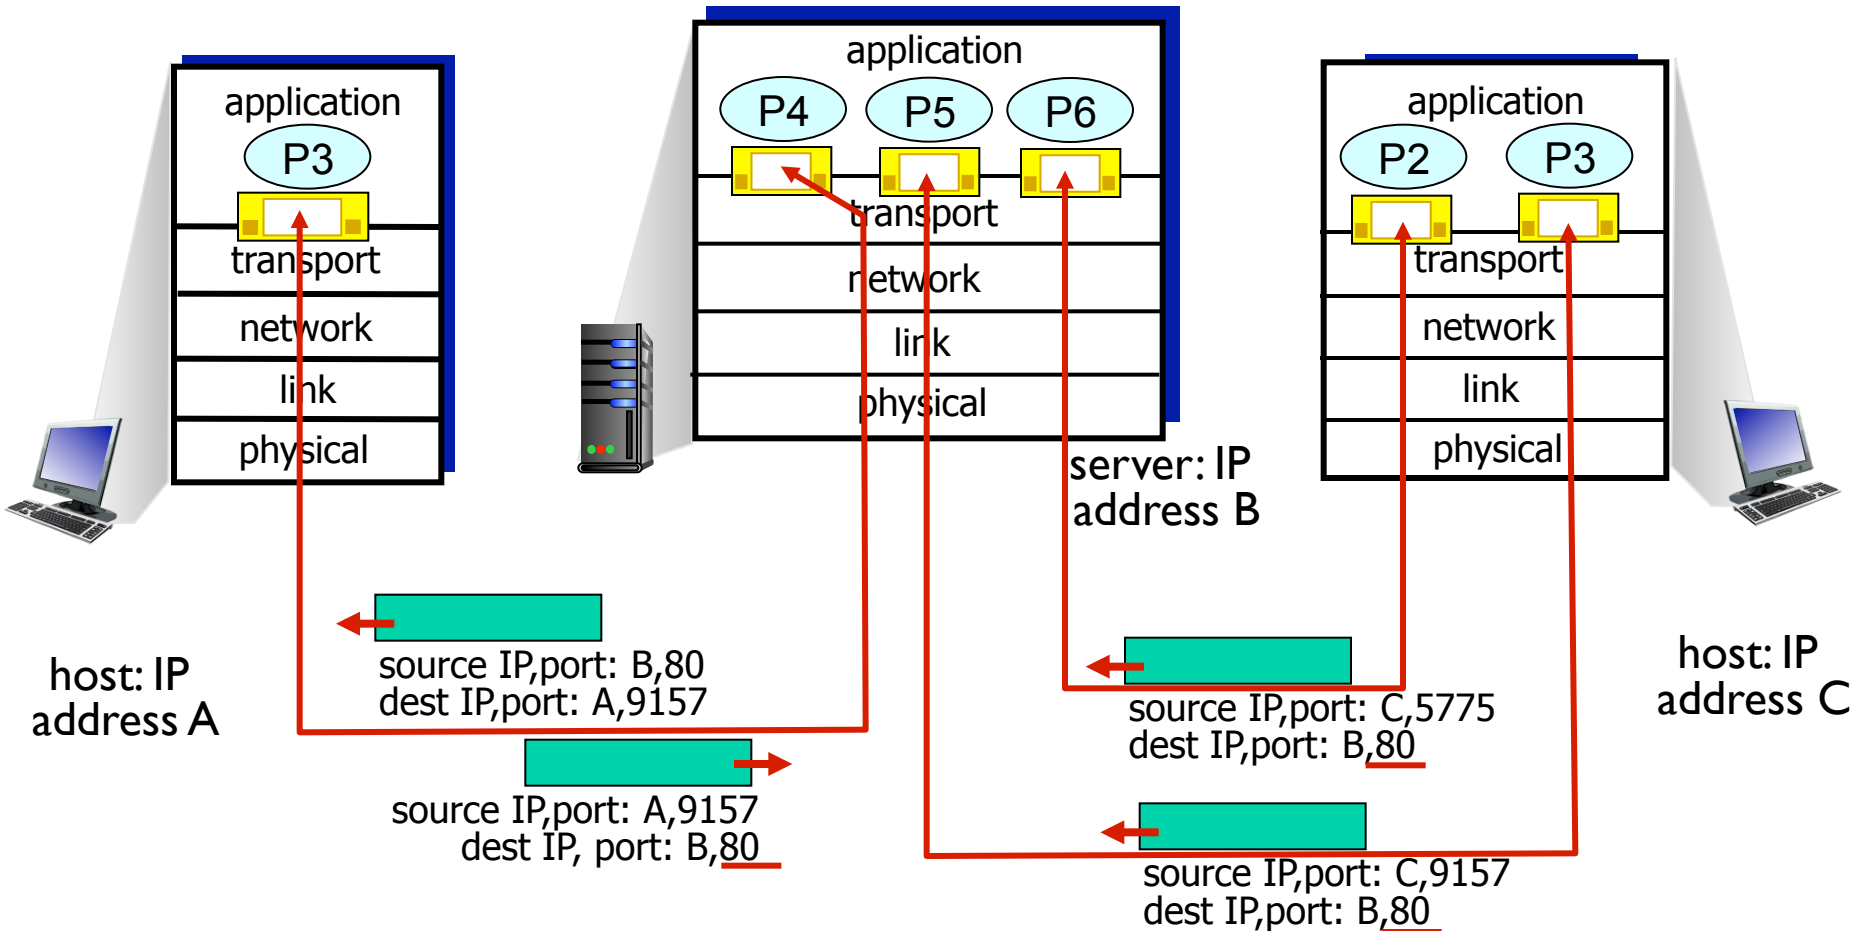 application
P3
transport
network
link
physical
host: IP
address A
application
P4 P5 P6
transport
network
link
physical
server: IP
address B
application
P2 P3
transport
network
link
physical
host: IP
address C
source IP,port: B,80
dest IP,port: A,9157
source IP,port: A,9157
dest IP, port: B,80
source IP,port: C,5775
dest IP,port: B,80
source IP,port: C,9157
dest IP,port: B,80